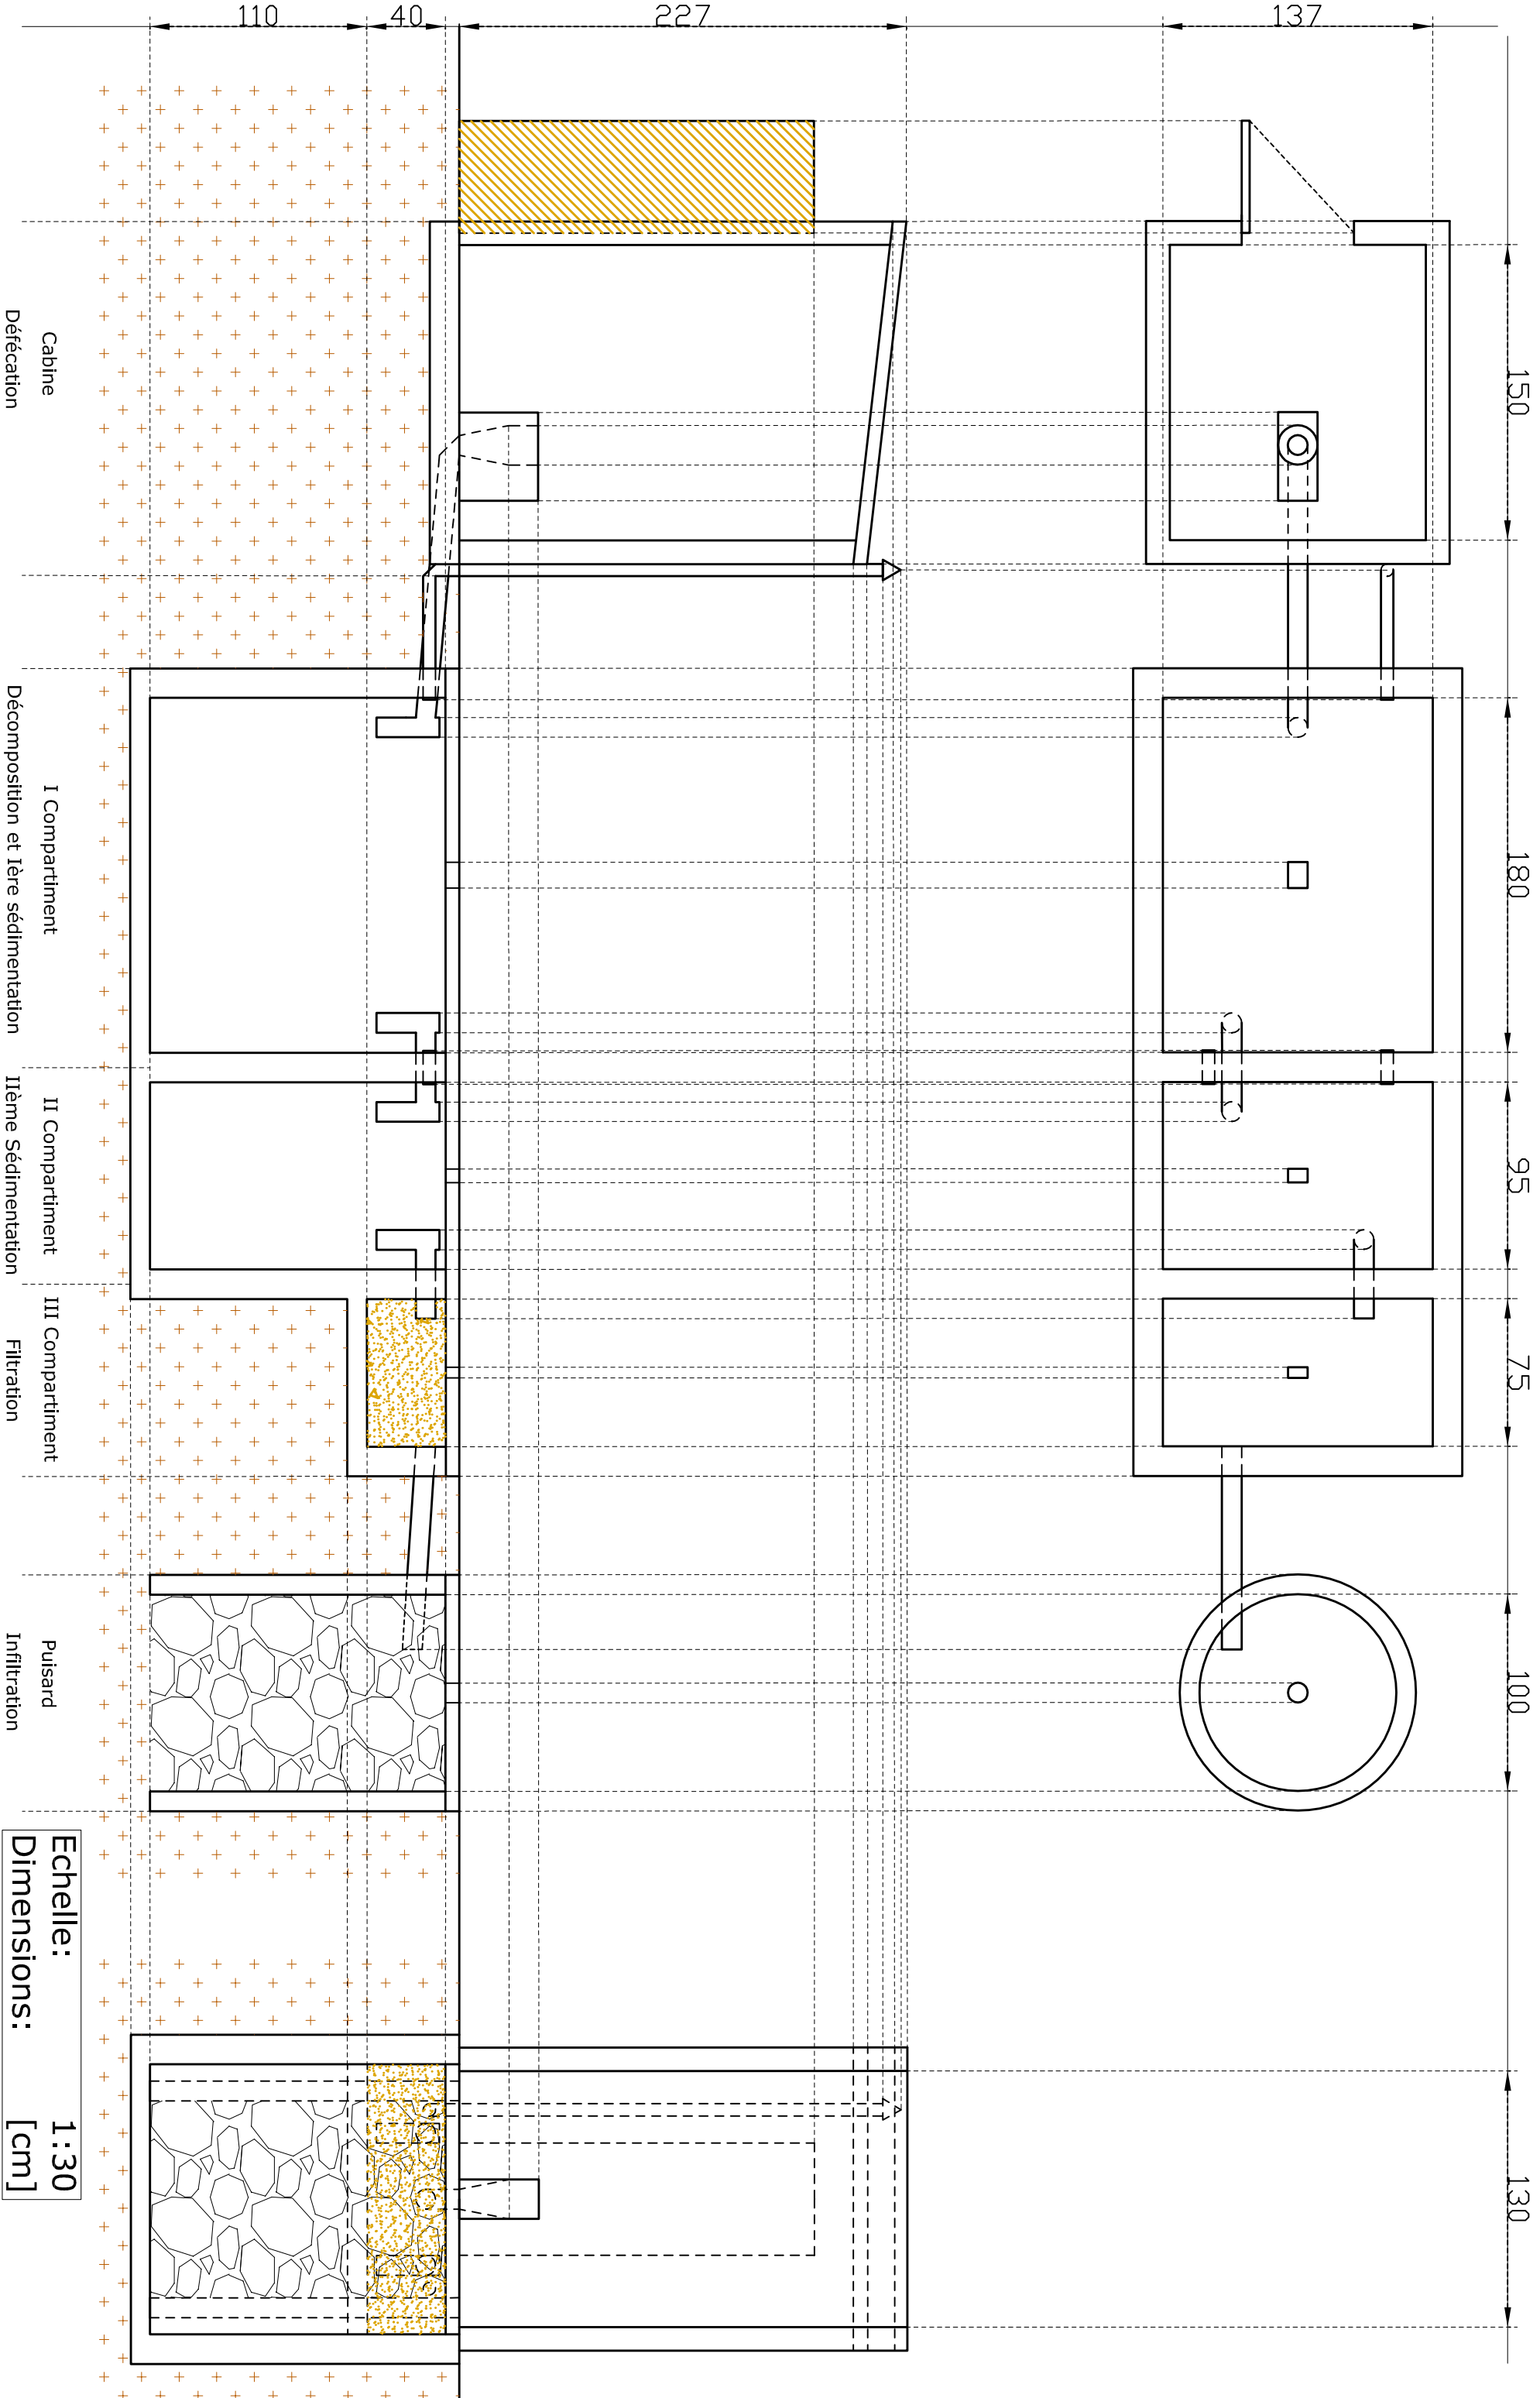 137
227
40
110
150
180
95
75
100
130
Cabine
Défécation
I Compartiment
Décomposition et Ière sédimentation
II Compartiment
IIème Sédimentation
III Compartiment
Filtration
Puisard
Infiltration
Echelle: 1:30
Dimensions: [cm]